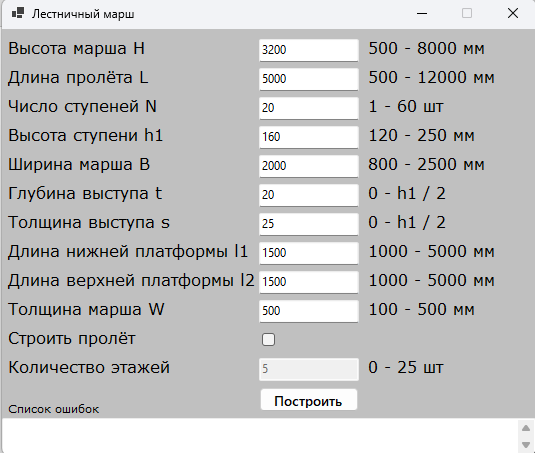 Лестничный марш
Высота марша H 3200 500 - 8000 мм
Длина пролёта L 5000 500 - 12000 мм
Число ступеней N 20 1 - 60 шт
Высота ступени h1 160 120 - 250 мм
Ширина марша B 2000 800 - 2500 мм
Глубина выступа t 20 0 - h1 / 2
Толщина выступа s 25 0 - h1 / 2
Длина нижней платформы l1 1500 1000 - 5000 мм
Длина верхней платформы l2 1500 1000 - 5000 мм
Толщина марша W 500 100 - 500 мм
Строить пролёт
Количество этажей 5 0 - 25 шт
Построить
Список ошибок